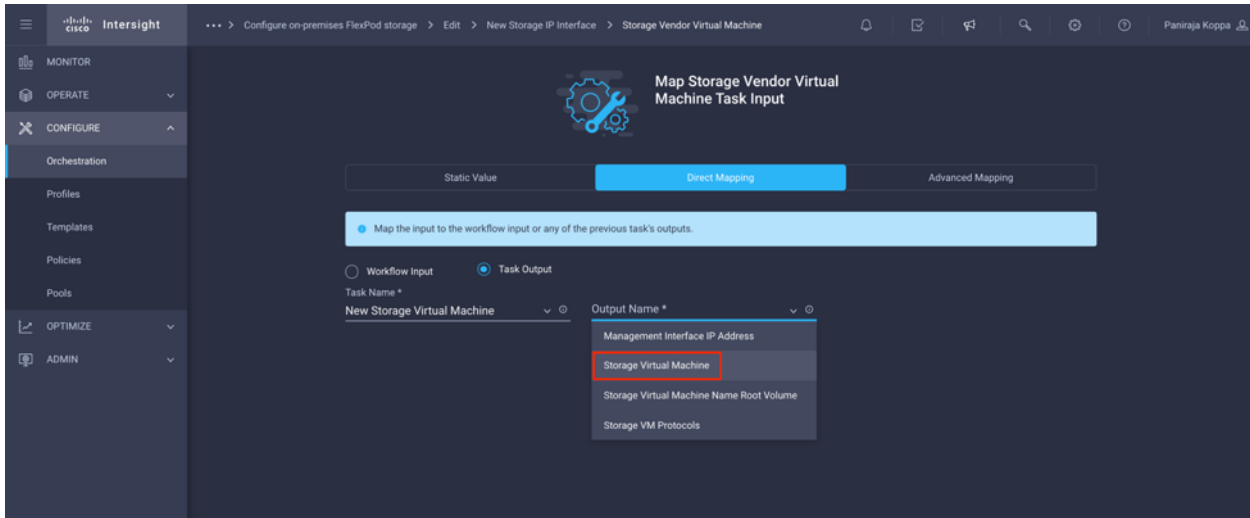 cisco Intersight
••• > Configure on-premises FlexPod storage > Edit > New Storage IP Interface > Storage Vendor Virtual Machine
Paniraja Koppa
MONITOR
OPERATE
CONFIGURE
Orchestration
Profiles
Templates
Policies
Pools
OPTIMIZE
ADMIN
Map Storage Vendor Virtual
Machine Task Input
Static Value
Direct Mapping
Advanced Mapping
Map the input to the workflow input or any of the previous task's outputs.
Workflow Input
Task Output
Task Name *
New Storage Virtual Machine
Output Name *
Management Interface IP Address
Storage Virtual Machine
Storage Virtual Machine Name Root Volume
Storage VM Protocols